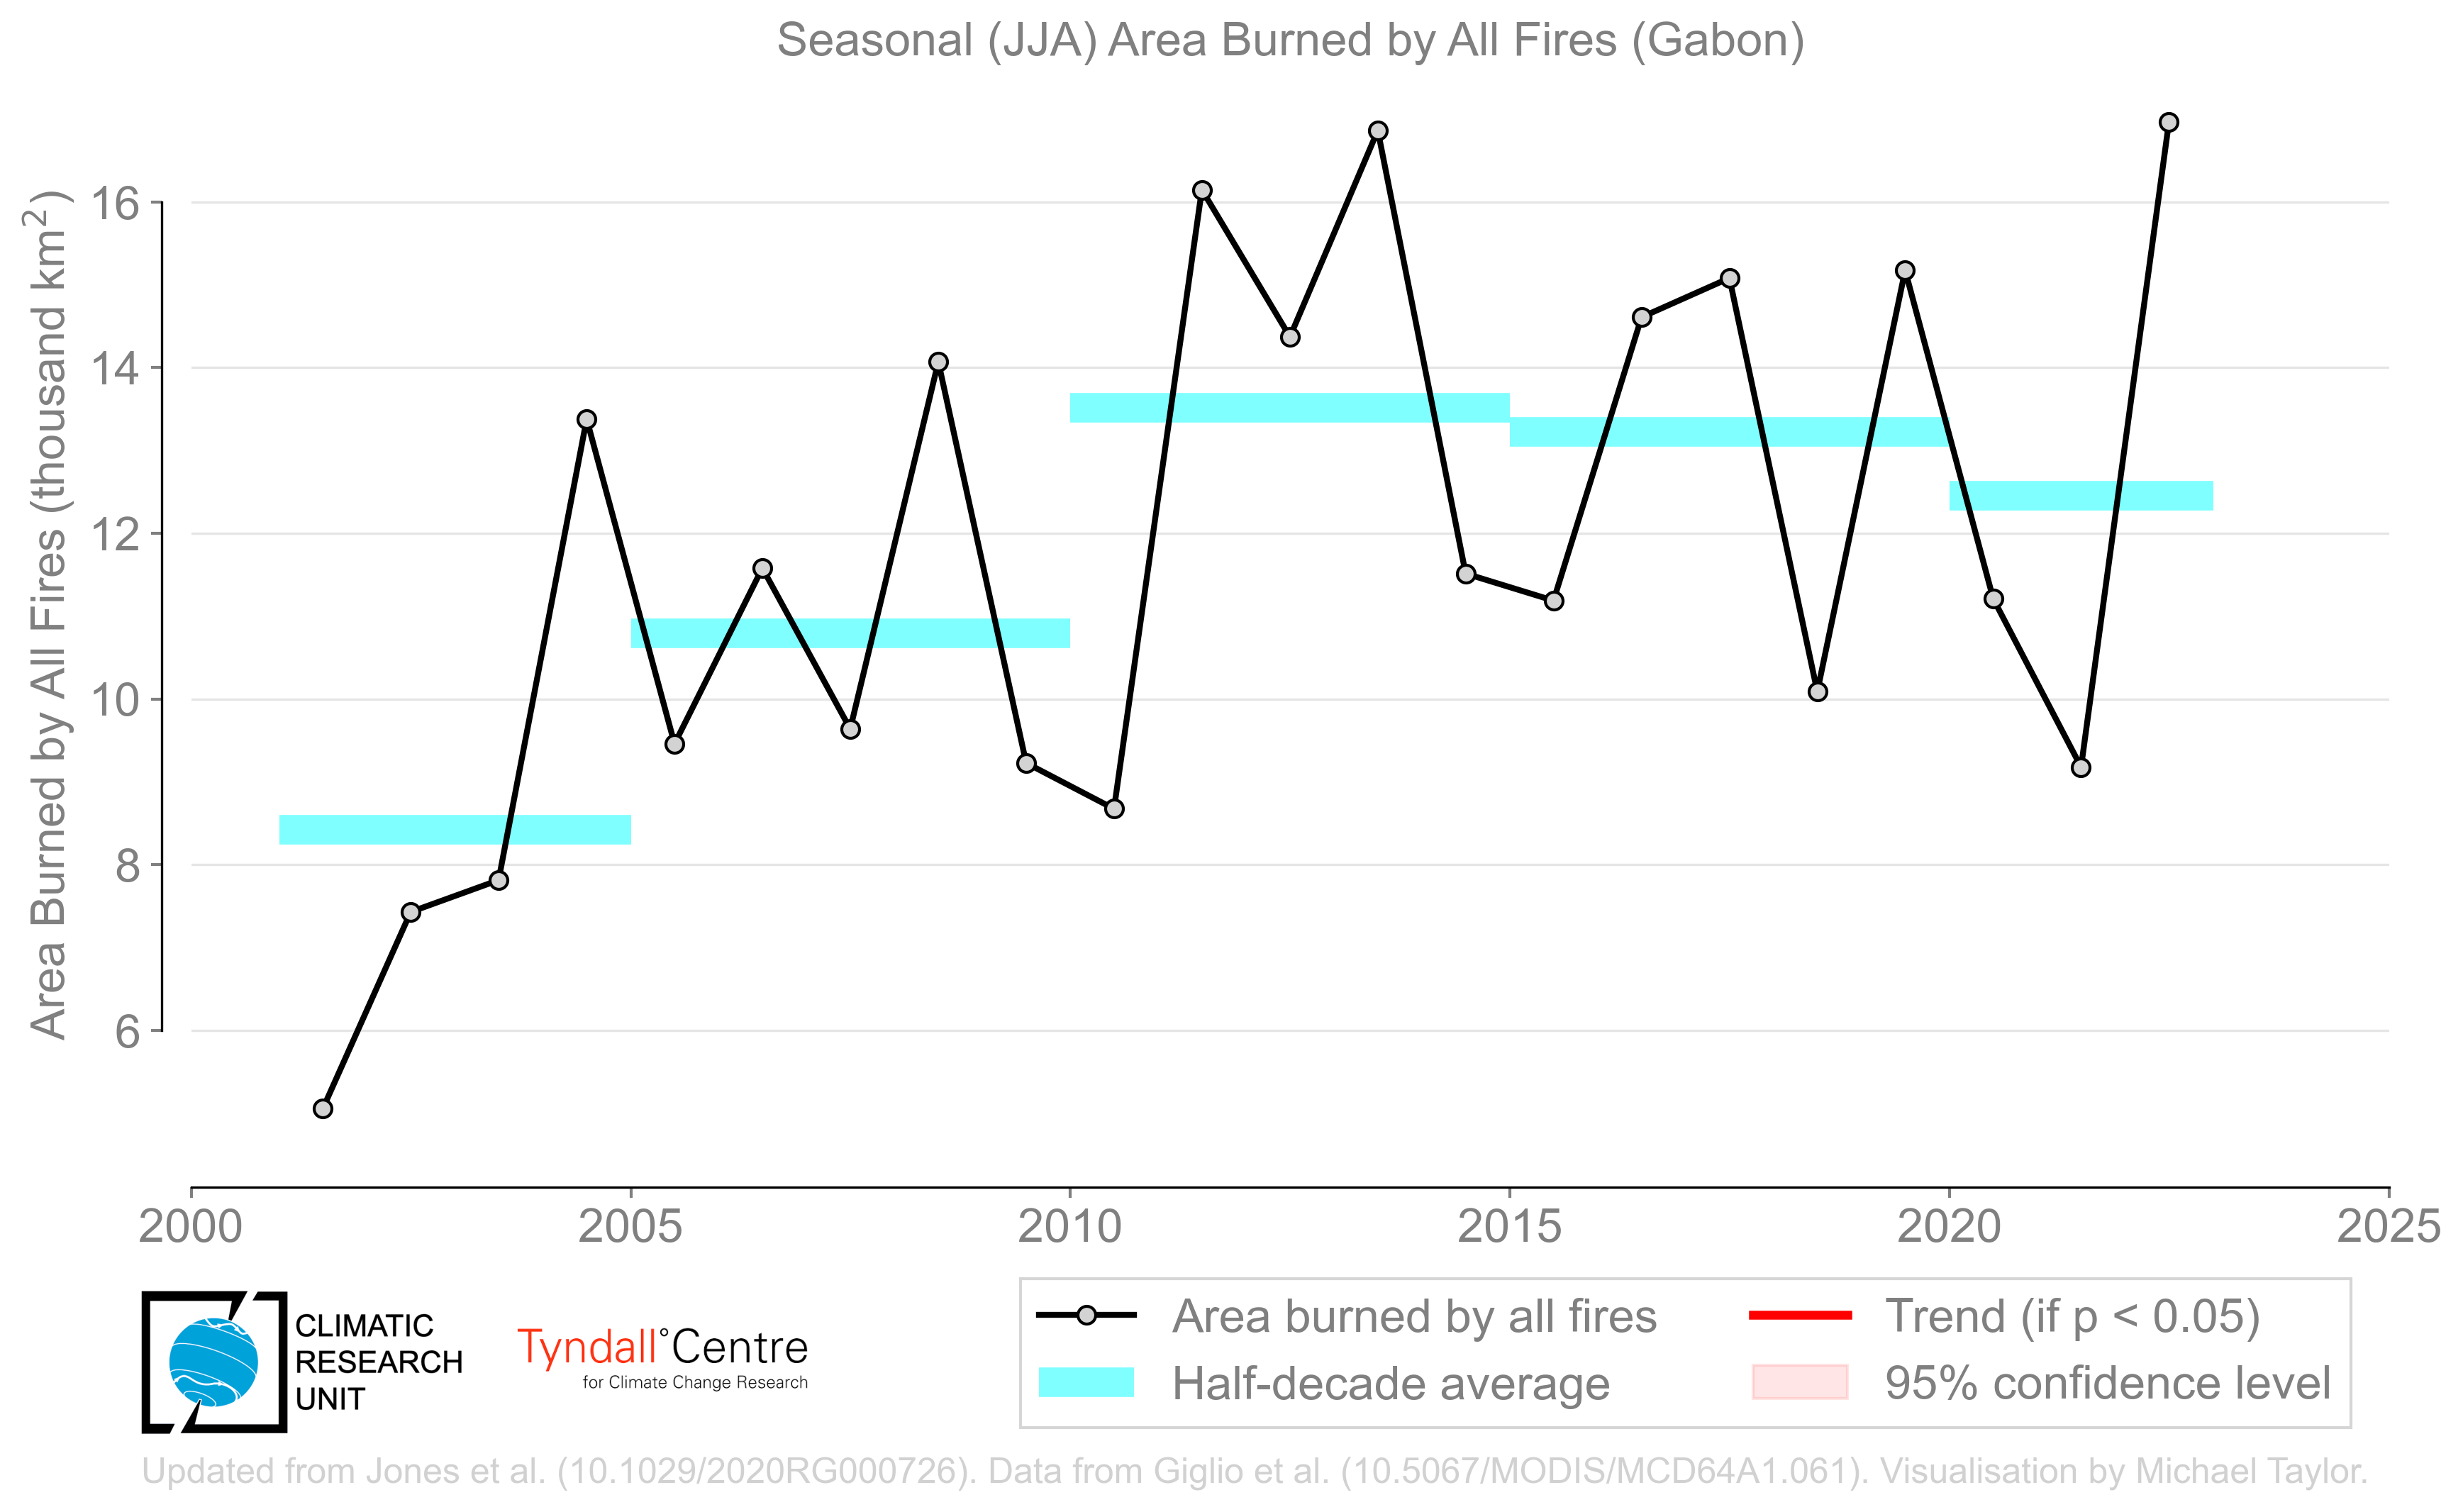 Seasonal (JJA) Area Burned by All Fires (Gabon)
Area Burned by All Fires (thousand km²)
16
14
12
10
8
6
2000 2005 2010 2015 2020 2025
Area burned by all fires
Half-decade average
Trend (if p < 0.05)
95% confidence level
CLIMATIC
RESEARCH
UNIT
Tyndall°Centre
for Climate Change Research
Updated from Jones et al. (10.1029/2020RG000726). Data from Giglio et al. (10.5067/MODIS/MCD64A1.061). Visualisation by Michael Taylor.